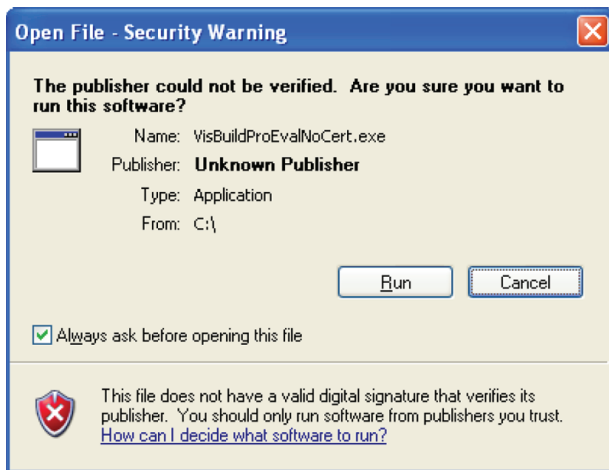 Open File - Security Warning
The publisher could not be verified.  Are you sure you want to
run this software?
Name: VisBuildProEvalNoCert.exe
Publisher: Unknown Publisher
Type: Application
From: C:\
Run Cancel
Always ask before opening this file
This file does not have a valid digital signature that verifies its
publisher.  You should only run software from publishers you trust.
How can I decide what software to run?